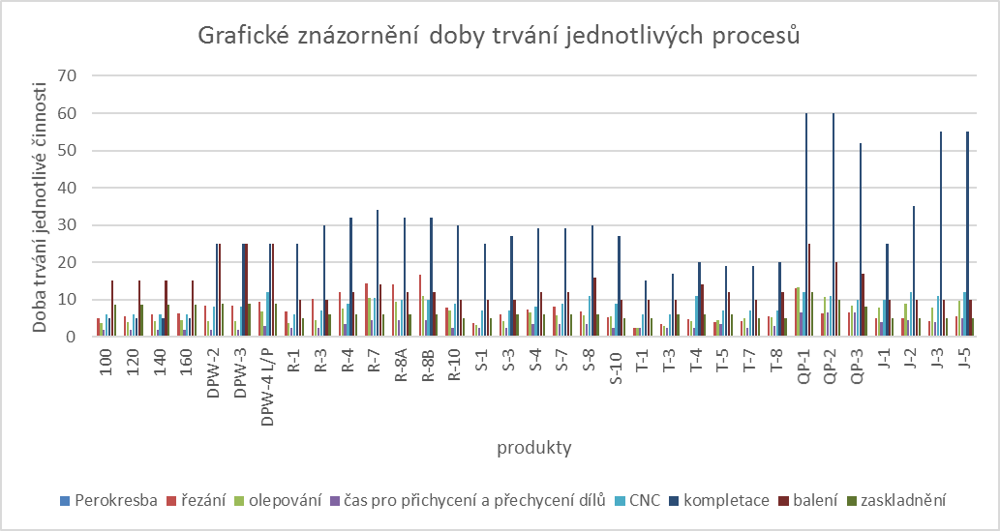 Grafické znázornění doby trvání jednotlivých procesů
Doba trvání jednotlivé činnosti
70
60
50
40
30
20
10
0
100
120
140
160
DPW-2
DPW-3
DPW-4 L/P
R-1
R-3
R-4
R-7
R-8A
R-8B
R-10
S-1
S-3
S-4
S-7
S-8
S-10
T-1
T-3
T-4
T-5
T-7
T-8
QP-1
QP-2
QP-3
J-1
J-2
J-3
J-5
produkty
Perokresba řezání olepování čas pro přichycení a přechycení dílů CNC kompletace balení zaskladnění